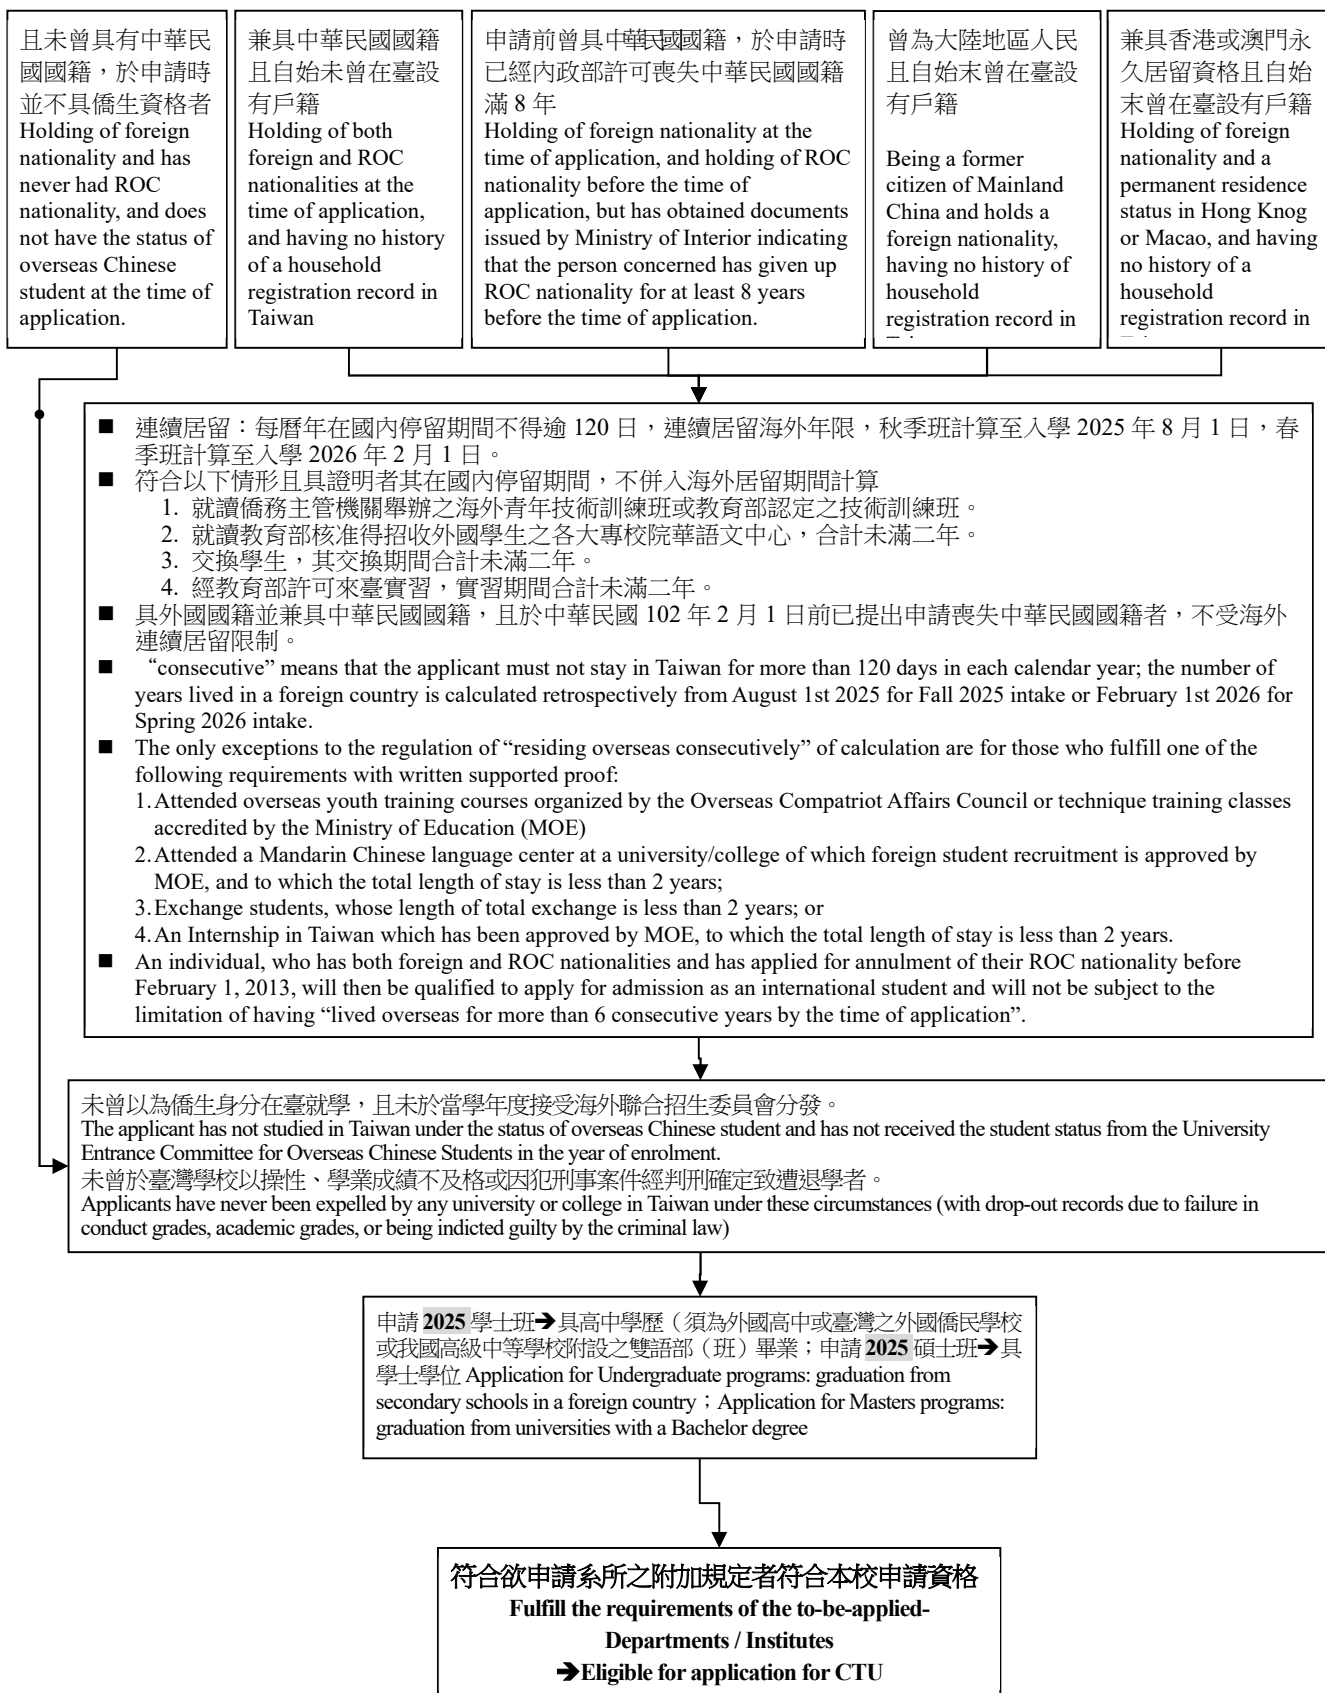 且未曾具有中華民
國國籍，於申請時
並不具僑生資格者
Holding of foreign
nationality and has
never had ROC
nationality, and does
not have the status of
overseas Chinese
student at the time of
application.
兼具中華民國國籍
且自始未曾在臺設
有戶籍
Holding of both
foreign and ROC
nationalities at the
time of application,
and having no history
of a household
registration record in
Taiwan
申請前曾具中華民國國籍，於申請時
已經內政部許可喪失中華民國國籍
滿 8 年
Holding of foreign nationality at the
time of application, and holding of ROC
nationality before the time of
application, but has obtained documents
issued by Ministry of Interior indicating
that the person concerned has given up
ROC nationality for at least 8 years
before the time of application.
曾為大陸地區人民
且自始未曾在臺設
有戶籍
Being a former
citizen of Mainland
China and holds a
foreign nationality,
having no history of
household
registration record in
兼具香港或澳門永
久居留資格且自始
未曾在臺設有戶籍
Holding of foreign
nationality and a
permanent residence
status in Hong Knog
or Macao, and having
no history of a
household
registration record in
■ 連續居留：每曆年在國內停留期間不得逾 120 日，連續居留海外年限，秋季班計算至入學 2025 年 8 月 1 日，春
季班計算至入學 2026 年 2 月 1 日。
■ 符合以下情形且具證明者其在國內停留期間，不併入海外居留期間計算
1. 就讀僑務主管機關舉辦之海外青年技術訓練班或教育部認定之技術訓練班。
2. 就讀教育部核准得招收外國學生之各大專校院華語文中心，合計未滿二年。
3. 交換學生，其交換期間合計未滿二年。
4. 經教育部許可來臺實習，實習期間合計未滿二年。
■ 具外國國籍並兼具中華民國國籍，且於中華民國 102 年 2 月 1 日前已提出申請喪失中華民國國籍者，不受海外
連續居留限制。
■ “consecutive” means that the applicant must not stay in Taiwan for more than 120 days in each calendar year; the number of
years lived in a foreign country is calculated retrospectively from August 1st 2025 for Fall 2025 intake or February 1st 2026 for
Spring 2026 intake.
■ The only exceptions to the regulation of “residing overseas consecutively” of calculation are for those who fulfill one of the
following requirements with written supported proof:
1. Attended overseas youth training courses organized by the Overseas Compatriot Affairs Council or technique training classes
accredited by the Ministry of Education (MOE)
2. Attended a Mandarin Chinese language center at a university/college of which foreign student recruitment is approved by
MOE, and to which the total length of stay is less than 2 years;
3. Exchange students, whose length of total exchange is less than 2 years; or
4. An Internship in Taiwan which has been approved by MOE, to which the total length of stay is less than 2 years.
■ An individual, who has both foreign and ROC nationalities and has applied for annulment of their ROC nationality before
February 1, 2013, will then be qualified to apply for admission as an international student and will not be subject to the
limitation of having “lived overseas for more than 6 consecutive years by the time of application”.
未曾以為僑生身分在臺就學，且未於當學年度接受海外聯合招生委員會分發。
The applicant has not studied in Taiwan under the status of overseas Chinese student and has not received the student status from the University
Entrance Committee for Overseas Chinese Students in the year of enrolment.
未曾於臺灣學校以操性、學業成績不及格或因犯刑事案件經判刑確定致遭退學者。
Applicants have never been expelled by any university or college in Taiwan under these circumstances (with drop-out records due to failure in
conduct grades, academic grades, or being indicted guilty by the criminal law)
申請 2025 學士班➔具高中學歷（須為外國高中或臺灣之外國僑民學校
或我國高級中等學校附設之雙語部（班）畢業；申請 2025 碩士班➔具
學士學位 Application for Undergraduate programs: graduation from
secondary schools in a foreign country；Application for Masters programs:
graduation from universities with a Bachelor degree
符合欲申請系所之附加規定者符合本校申請資格
Fulfill the requirements of the to-be-applied-
Departments / Institutes
➔Eligible for application for CTU